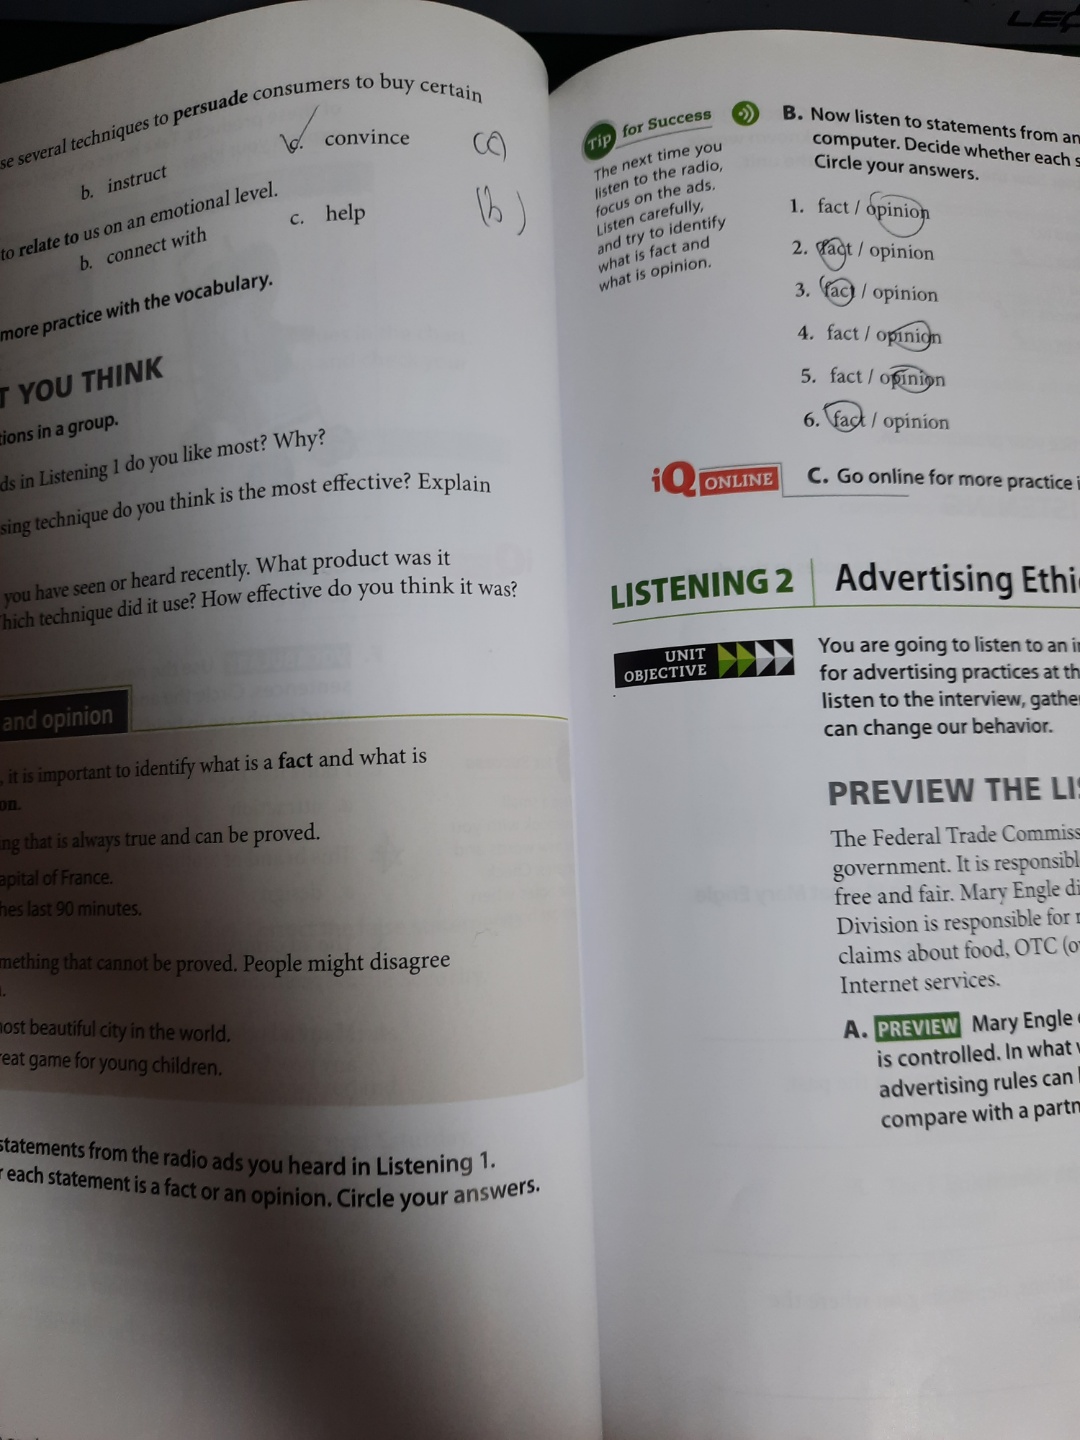 se several techniques to persuade consumers to buy certain
b. instruct
c. convince
(c)
to relate to us on an emotional level.
b. connect with
c. help
(b)
more practice with the vocabulary.
T YOU THINK
tions in a group.
ds in Listening 1 do you like most? Why?
sing technique do you think is the most effective? Explain
you have seen or heard recently. What product was it
hich technique did it use? How effective do you think it was?
and opinion
, it is important to identify what is a fact and what is
on.
ng that is always true and can be proved.
apital of France.
hes last 90 minutes.
mething that cannot be proved. People might disagree
ost beautiful city in the world.
reat game for young children.
statements from the radio ads you heard in Listening 1.
r each statement is a fact or an opinion. Circle your answers.
Tip for Success
The next time you
listen to the radio,
focus on the ads.
Listen carefully,
and try to identify
what is fact and
what is opinion.
B. Now listen to statements from an
computer. Decide whether each s
Circle your answers.
1. fact / opinion
2. fact / opinion
3. fact / opinion
4. fact / opinion
5. fact / opinion
6. fact / opinion
iQ ONLINE
C. Go online for more practice i
LISTENING 2
Advertising Ethi
UNIT
OBJECTIVE
You are going to listen to an in
for advertising practices at th
listen to the interview, gathe
can change our behavior.
PREVIEW THE LIS
The Federal Trade Commiss
government. It is responsibl
free and fair. Mary Engle di
Division is responsible for
claims about food, OTC (ov
Internet services.
A. PREVIEW Mary Engle
is controlled. In what
advertising rules can
compare with a partn